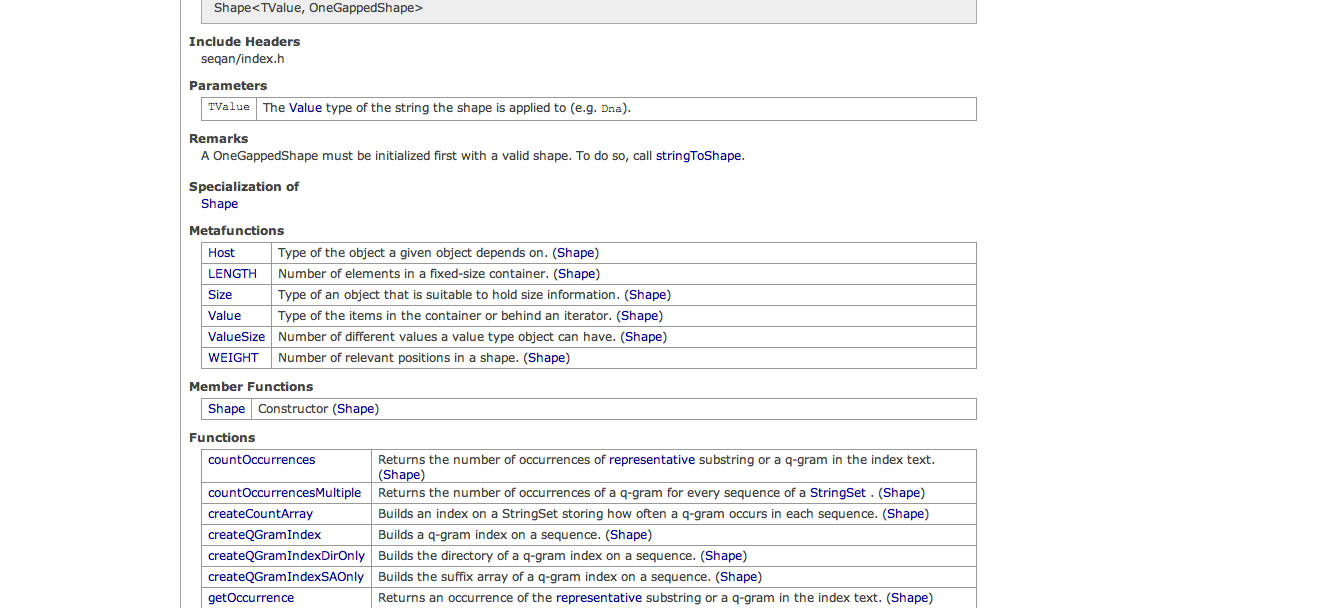 Shape<TValue, OneGappedShape>
Include Headers
seqan/index.h
Parameters
TValue The Value type of the string the shape is applied to (e.g. Dna).
Remarks
A OneGappedShape must be initialized first with a valid shape. To do so, call stringToShape.
Specialization of
Shape
Metafunctions
Host Type of the object a given object depends on. (Shape)
LENGTH Number of elements in a fixed-size container. (Shape)
Size Type of an object that is suitable to hold size information. (Shape)
Value Type of the items in the container or behind an iterator. (Shape)
ValueSize Number of different values a value type object can have. (Shape)
WEIGHT Number of relevant positions in a shape. (Shape)
Member Functions
Shape Constructor (Shape)
Functions
countOccurrences Returns the number of occurrences of representative substring or a q-gram in the index text.
(Shape)
countOccurrencesMultiple Returns the number of occurrences of a q-gram for every sequence of a StringSet . (Shape)
createCountArray Builds an index on a StringSet storing how often a q-gram occurs in each sequence. (Shape)
createQGramIndex Builds a q-gram index on a sequence. (Shape)
createQGramIndexDirOnly Builds the directory of a q-gram index on a sequence. (Shape)
createQGramIndexSAOnly Builds the suffix array of a q-gram index on a sequence. (Shape)
getOccurrence Returns an occurrence of the representative substring or a q-gram in the index text. (Shape)